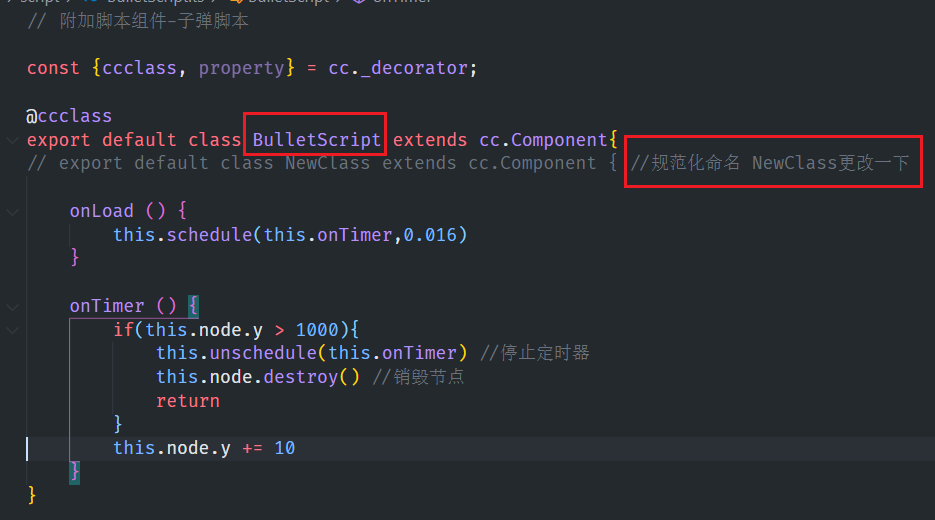 // 附加脚本组件-子弹脚本
const {ccclass, property} = cc._decorator;
@ccclass
export default class BulletScript extends cc.Component{
// export default class NewClass extends cc.Component { //规范化命名 NewClass更改一下
onLoad () {
this.schedule(this.onTimer,0.016)
}
onTimer () {
if(this.node.y > 1000){
this.unschedule(this.onTimer) //停止定时器
this.node.destroy() //销毁节点
return
}
this.node.y += 10
}
}